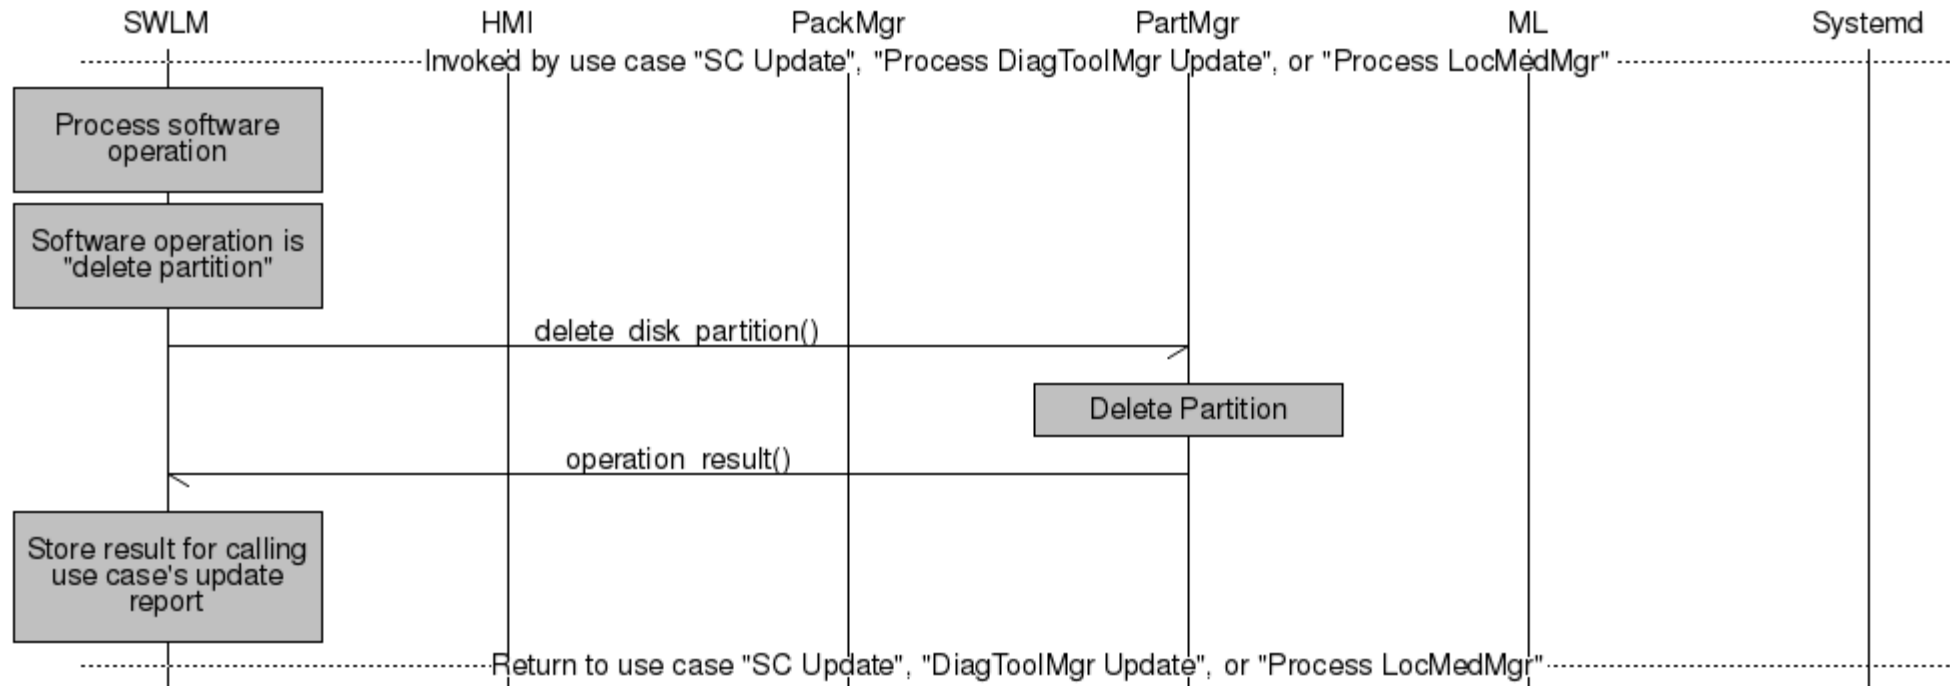 SWLM HMI PackMgr PartMgr ML Systemd
Invoked by use case "SC Update", "Process DiagToolMgr Update", or "Process LocMedMgr"
Process software
operation
Software operation is
"delete partition"
delete_disk_partition()
Delete Partition
operation_result()
Store result for calling
use case's update
report
Return to use case "SC Update", "DiagToolMgr Update", or "Process LocMedMgr"